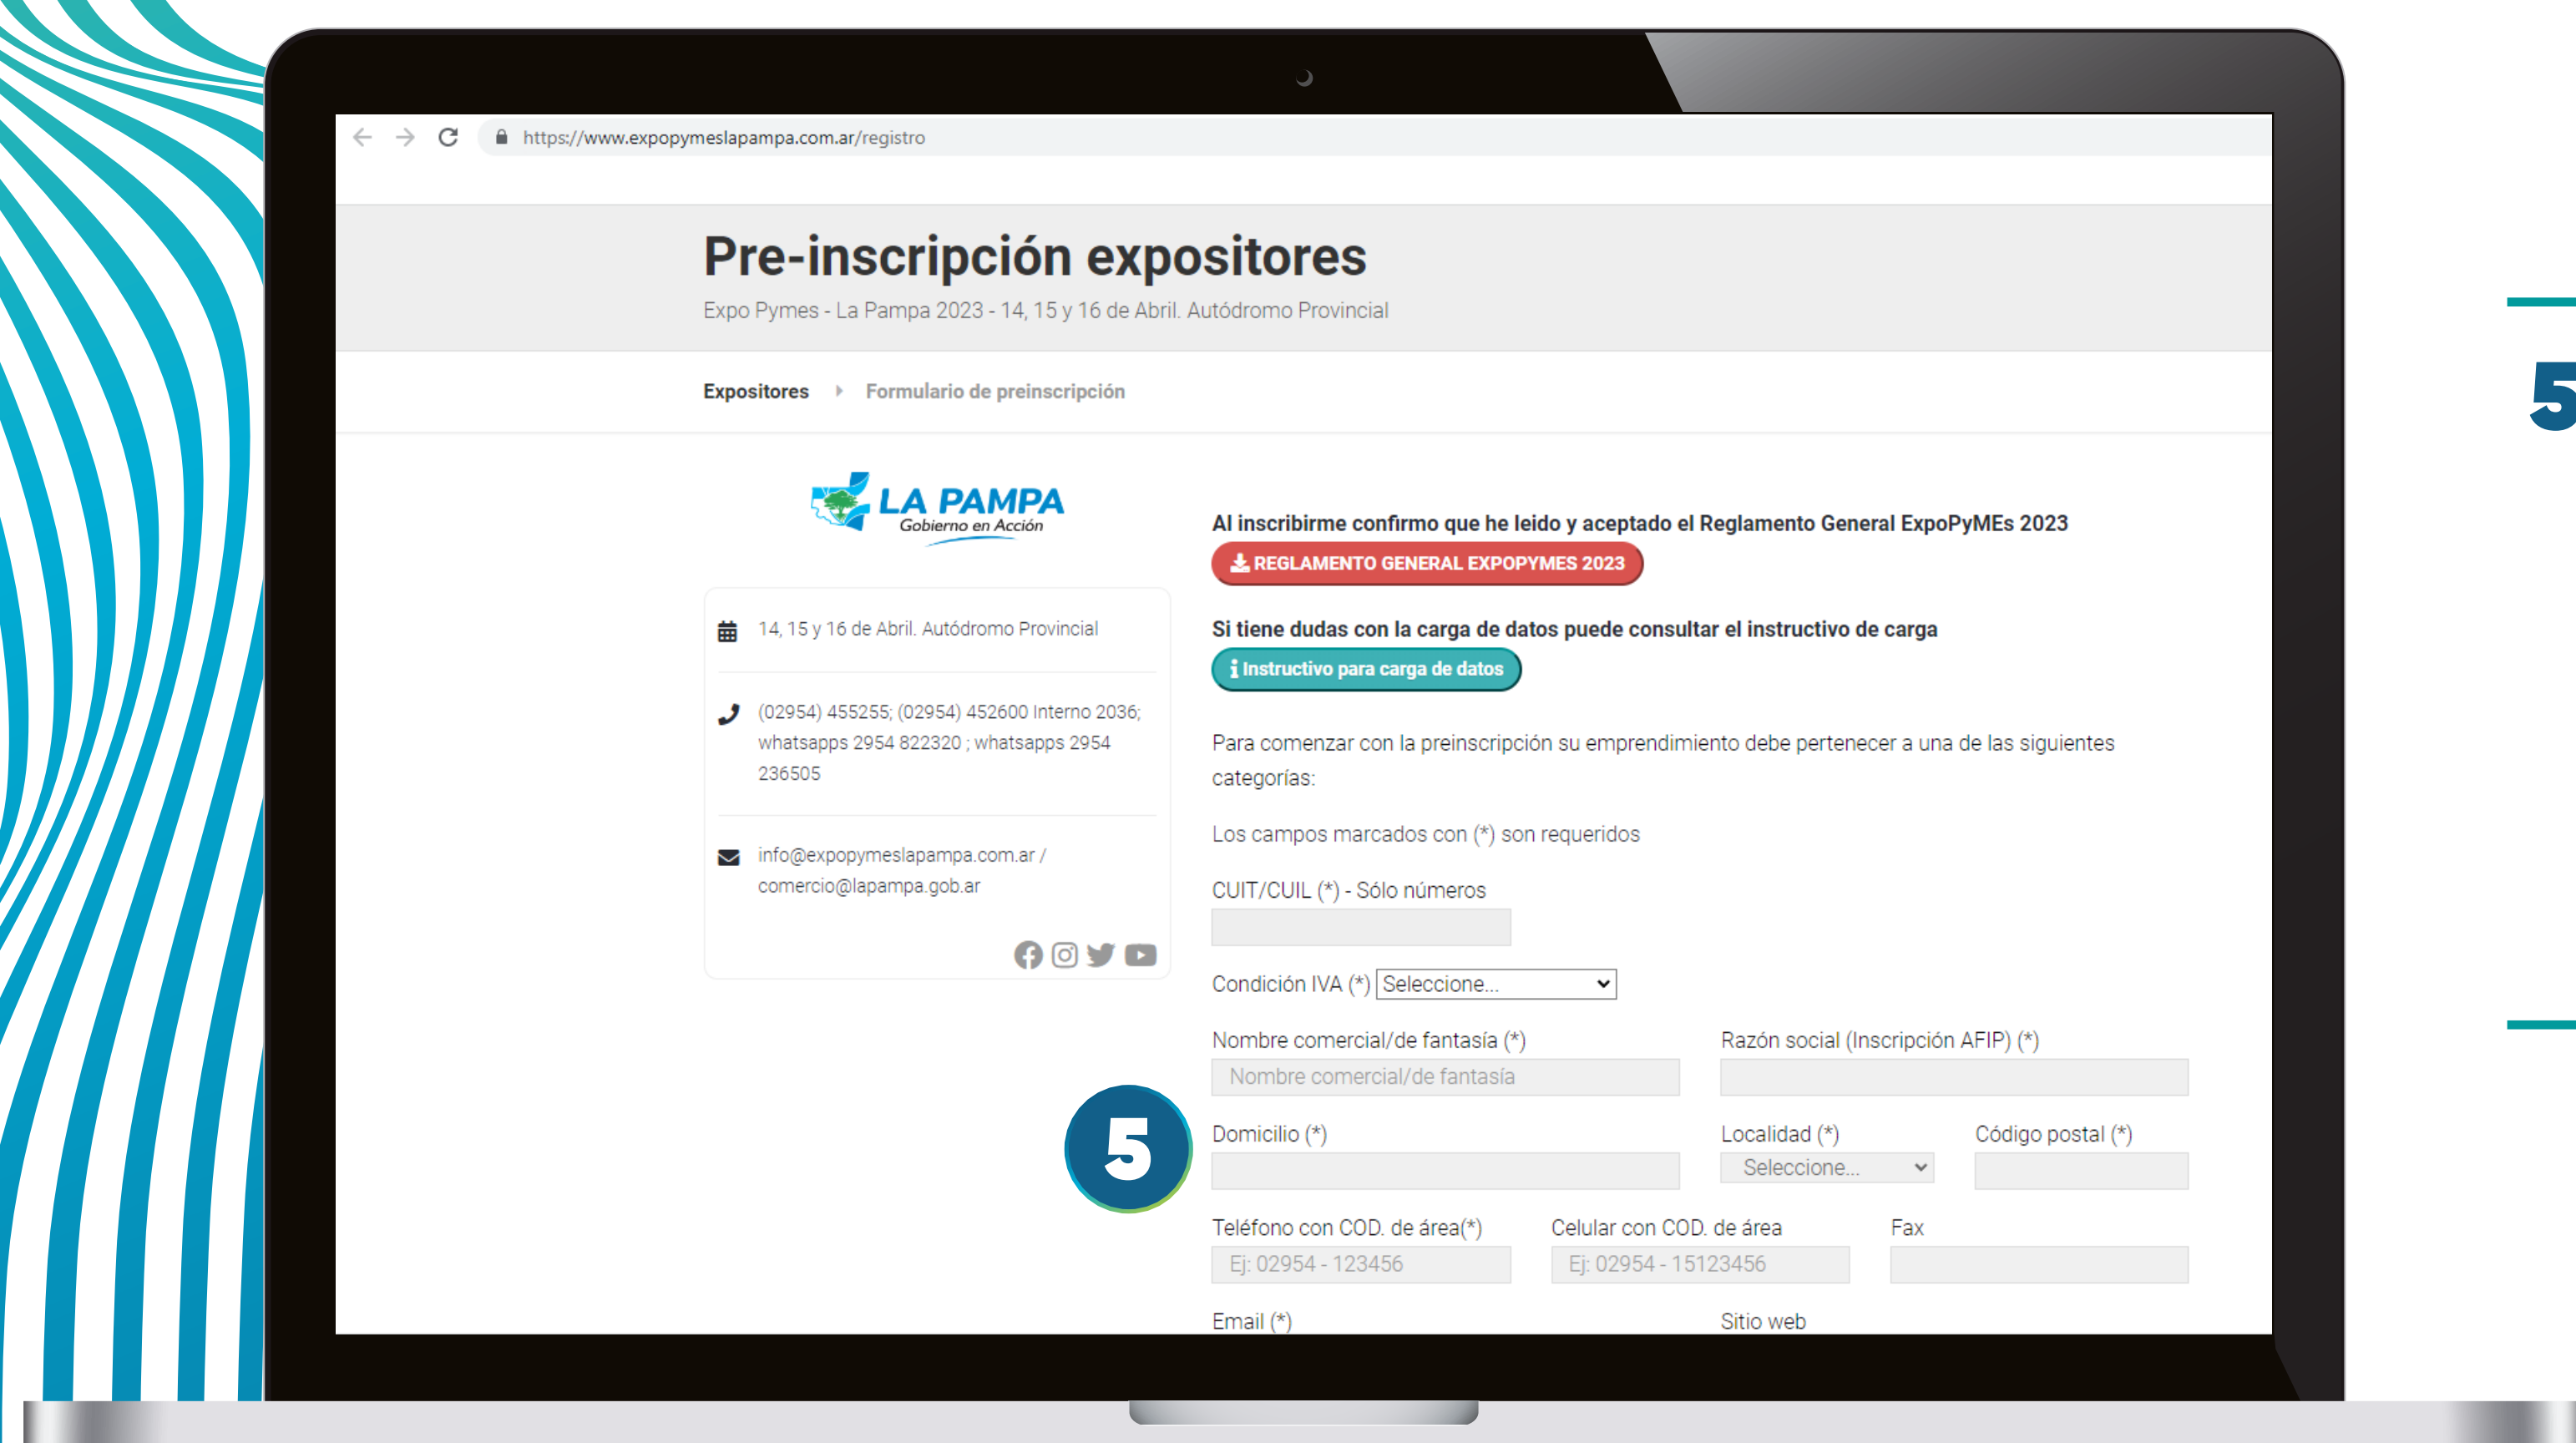 https://www.expopymeslapampa.com.ar/registro
Pre-inscripción expositores
Expo Pymes - La Pampa 2023 - 14, 15 y 16 de Abril. Autódromo Provincial
Expositores
Formulario de preinscripción
LA PAMPA
Gobierno en Acción
14, 15 y 16 de Abril. Autódromo Provincial
(02954) 455255; (02954) 452600 Interno 2036;
whatsapps 2954 822320 ; whatsapps 2954
236505
info@expopymeslapampa.com.ar /
comercio@lapampa.gob.ar
Al inscribirme confirmo que he leido y aceptado el Reglamento General ExpoPyMEs 2023
REGLAMENTO GENERAL EXPOPYMES 2023
Si tiene dudas con la carga de datos puede consultar el instructivo de carga
Instructivo para carga de datos
Para comenzar con la preinscripción su emprendimiento debe pertenecer a una de las siguientes
categorías:
Los campos marcados con (*) son requeridos
CUIT/CUIL (*) - Sólo números
Condición IVA (*) Seleccione...
Nombre comercial/de fantasía (*)
Nombre comercial/de fantasía
Razón social (Inscripción AFIP) (*)
5
Domicilio (*)
Localidad (*)
Seleccione...
Código postal (*)
Teléfono con COD. de área(*)
Ej: 02954 - 123456
Celular con COD. de área
Ej: 02954 - 15123456
Fax
Email (*)
Sitio web
5